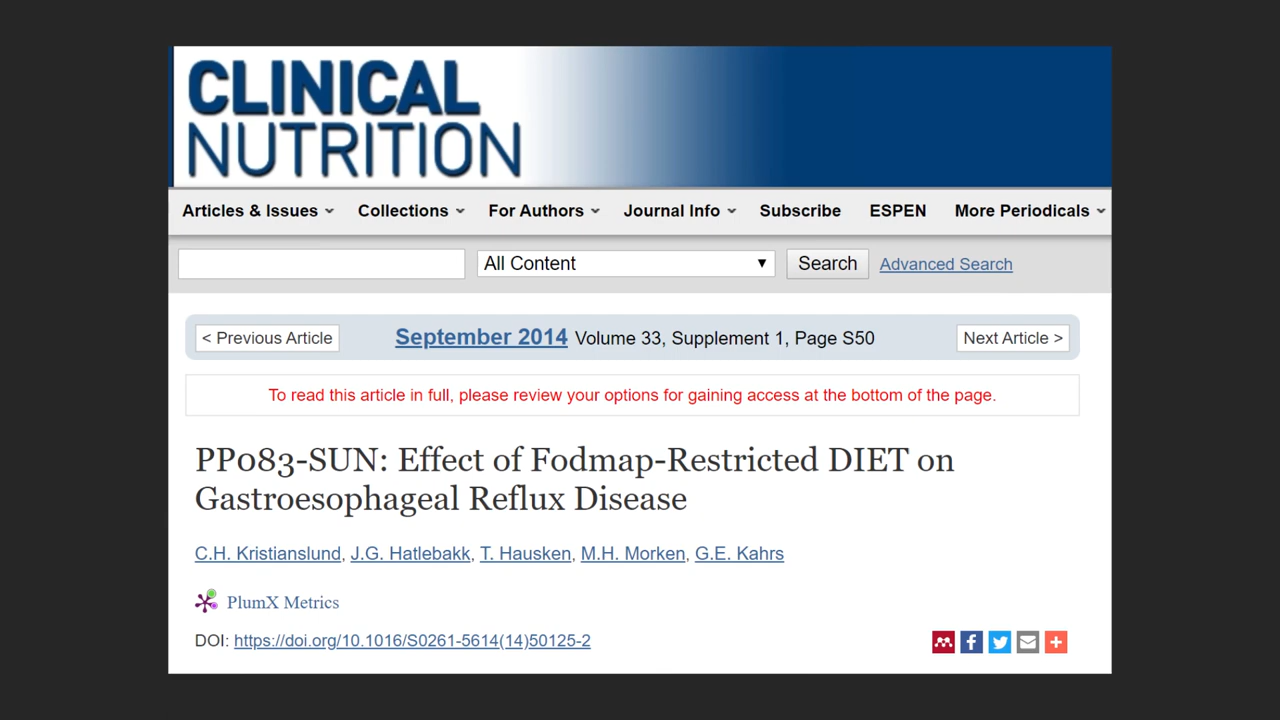 CLINICAL
NUTRITION
Articles & Issues Collections For Authors Journal Info Subscribe ESPEN More Periodicals
All Content Search Advanced Search
< Previous Article September 2014 Volume 33, Supplement 1, Page S50 Next Article >
To read this article in full, please review your options for gaining access at the bottom of the page.
PP083-SUN: Effect of Fodmap-Restricted DIET on
Gastroesophageal Reflux Disease
C.H. Kristianslund, J.G. Hatlebakk, T. Hausken, M.H. Morken, G.E. Kahrs
PlumX Metrics
DOI: https://doi.org/10.1016/S0261-5614(14)50125-2